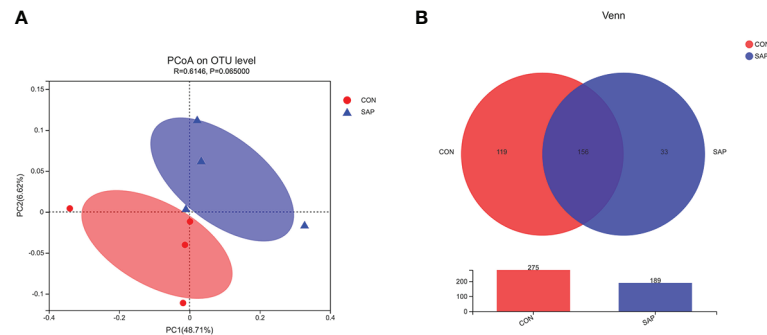 A
PCoA on OTU level
R=0.6146, P=0.065000
0.15
0.1
0.05
0
-0.05
-0.1
PC2(6.62%)
-0.4
-0.2
0
0.2
0.4
PC1(48.71%)
CON
SAP
B
Venn
CON
SAP
CON
119
156
33
SAP
275
189
200
100
0
CON
SAP